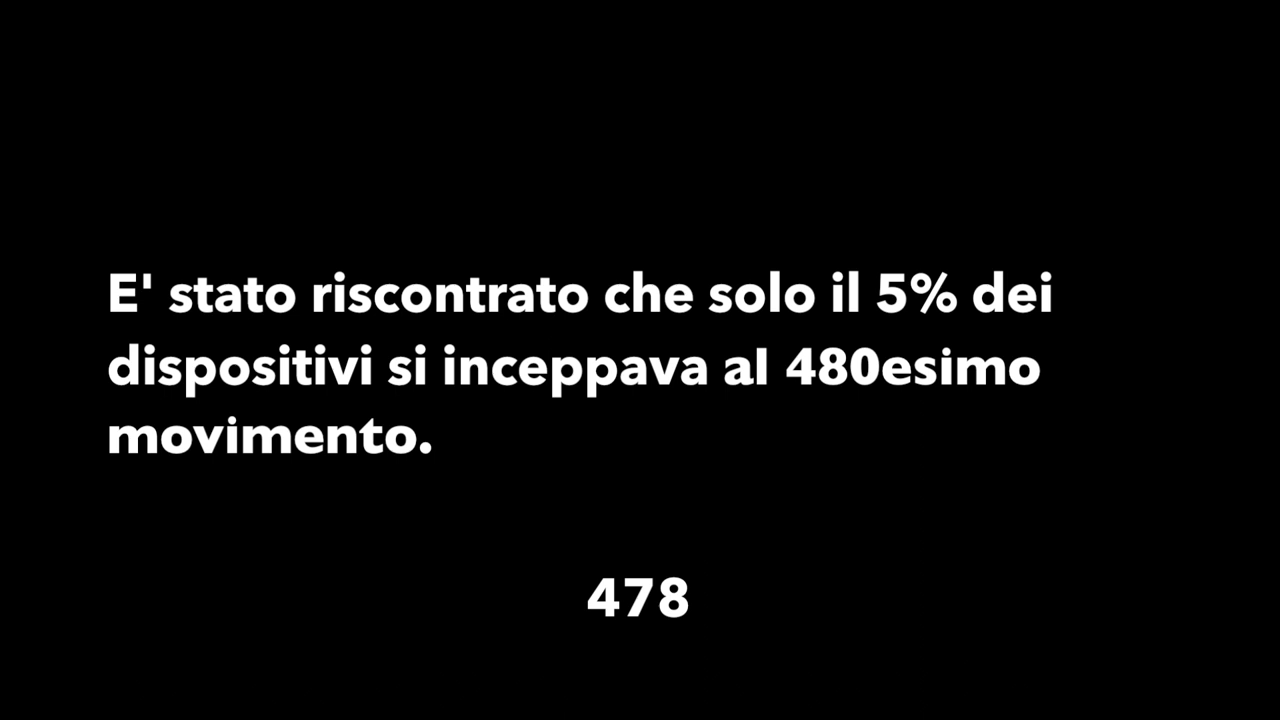 E' stato riscontrato che solo il 5% dei
dispositivi si inceppava al 480esimo
movimento.
478